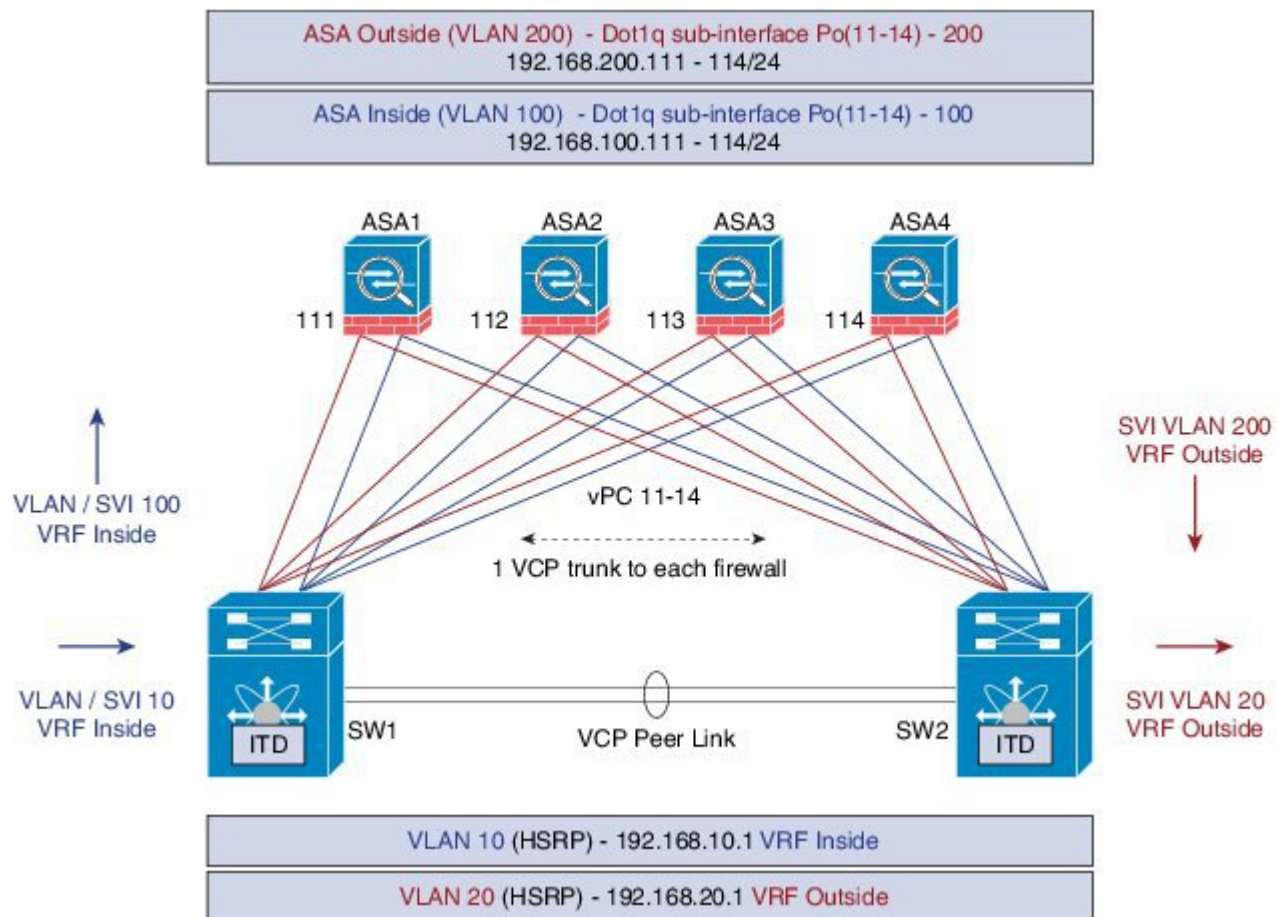 ASA Outside (VLAN 200) - Dot1q sub-interface Po(11-14) - 200
192.168.200.111 - 114/24
ASA Inside (VLAN 100) - Dot1q sub-interface Po(11-14) - 100
192.168.100.111 - 114/24
ASA1
ASA2
ASA3
ASA4
111
112
113
114
VLAN / SVI 100
VRF Inside
SVI VLAN 200
VRF Outside
vPC 11-14
1 VCP trunk to each firewall
VLAN / SVI 10
VRF Inside
ITD
SW1
VCP Peer Link
SW2
ITD
SVI VLAN 20
VRF Outside
VLAN 10 (HSRP) - 192.168.10.1 VRF Inside
VLAN 20 (HSRP) - 192.168.20.1 VRF Outside